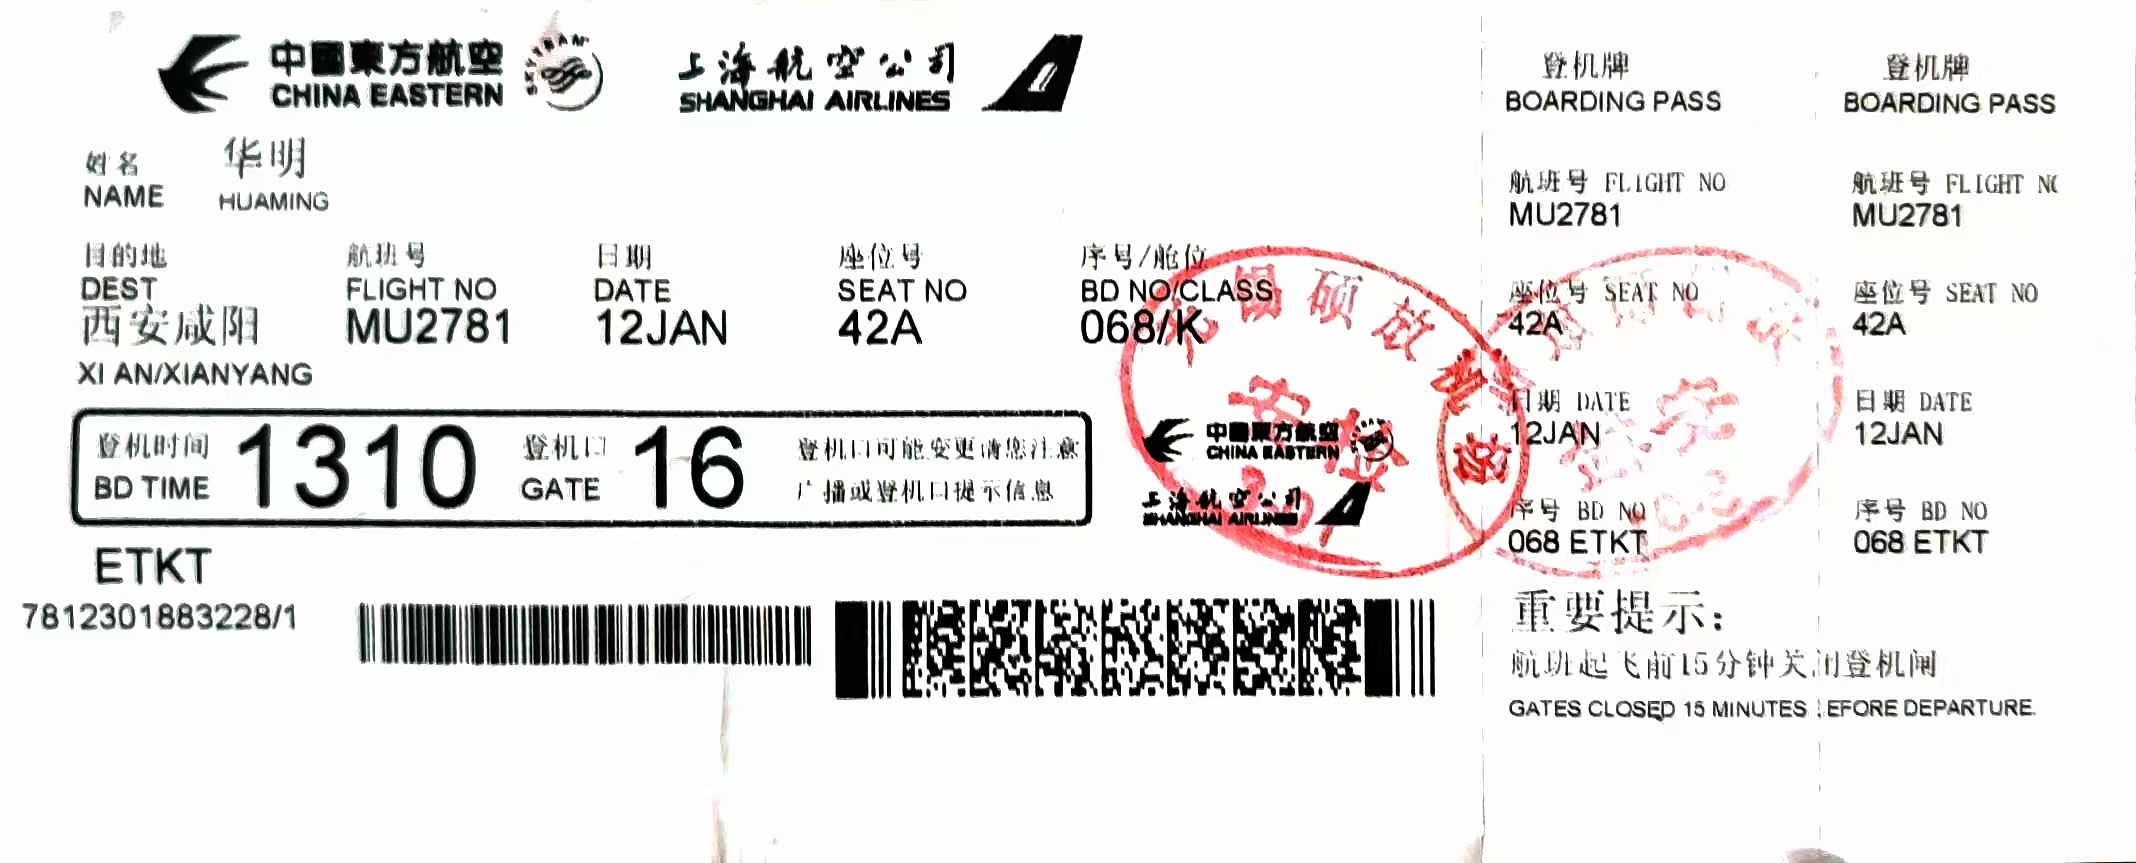 中國東方航空
CHINA EASTERN
上海航空公司
SHANGHAI AIRLINES
姓名 华明
NAME HUAMING
目的地 航班号 日期 座位号 序号/舱位
DEST FLIGHT NO DATE SEAT NO BD NO/CLASS
西安咸阳 MU2781 12JAN 42A 068/K
XI AN/XIANYANG
登机时间 1310 登机口 16 登机口可能变更请您注意
BD TIME GATE 广播或登机口提示信息
中國東方航空
CHINA EASTERN
上海航空公司
SHANGHAI AIRLINES
ETKT
7812301883228/1
锡硕放
登机牌
BOARDING PASS
航班号 FLIGHT NO
MU2781
座位号 SEAT NO
42A
日期 DATE
12JAN
序号 BD NO
068 ETKT
登机牌
BOARDING PASS
航班号 FLIGHT NO
MU2781
座位号 SEAT NO
42A
日期 DATE
12JAN
序号 BD NO
068 ETKT
重要提示：
航班起飞前15分钟关闭登机闸
GATES CLOSED 15 MINUTES EFORE DEPARTURE.